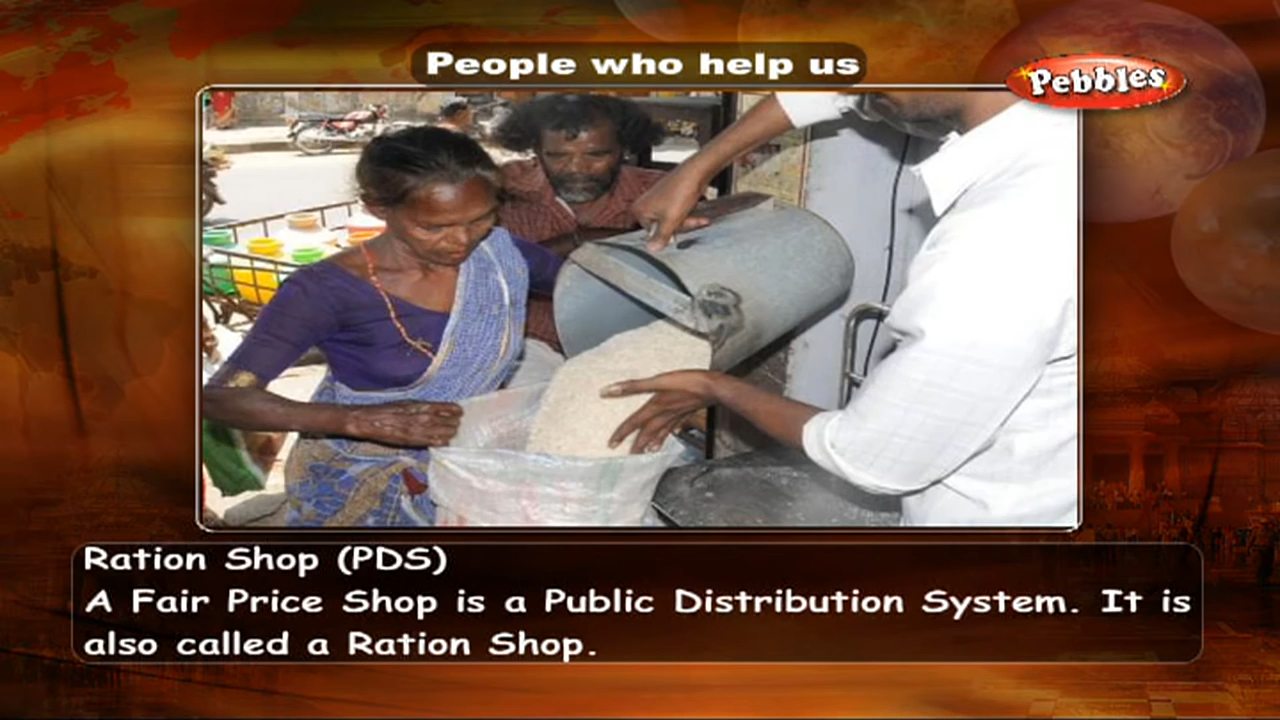 People who help us
Pebbles
Ration Shop (PDS)
A Fair Price Shop is a Public Distribution System. It is
also called a Ration Shop.